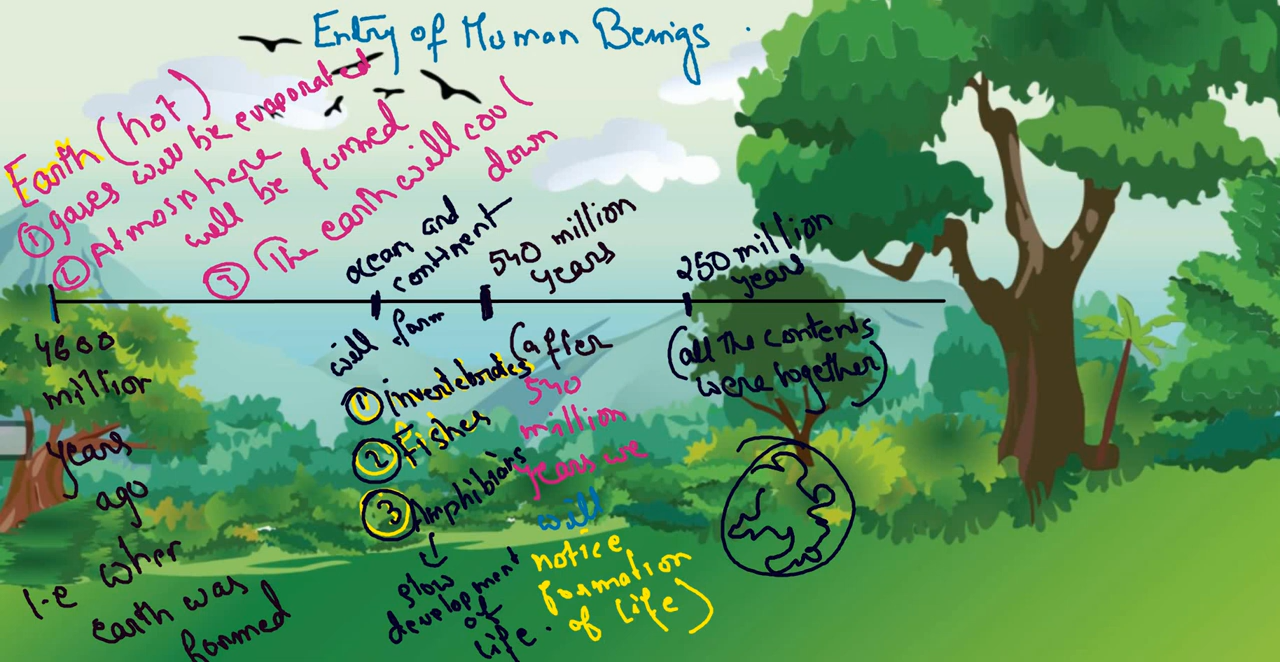 Entry of Human Beings.
Earth (hot)
① gases will be evaporated
② Atmosphere
will be formed
③ The earth will cool
down
ocean and
continent
will form
540 million
years
250 million
years
4600
million
years
ago
i.e when
earth was
formed
① invertebrates
② Fishes
③ Amphibians
↓
slow
development
of
life.
(after
540
million
years we
will
notice
formation
of life)
(all the contents
were together)